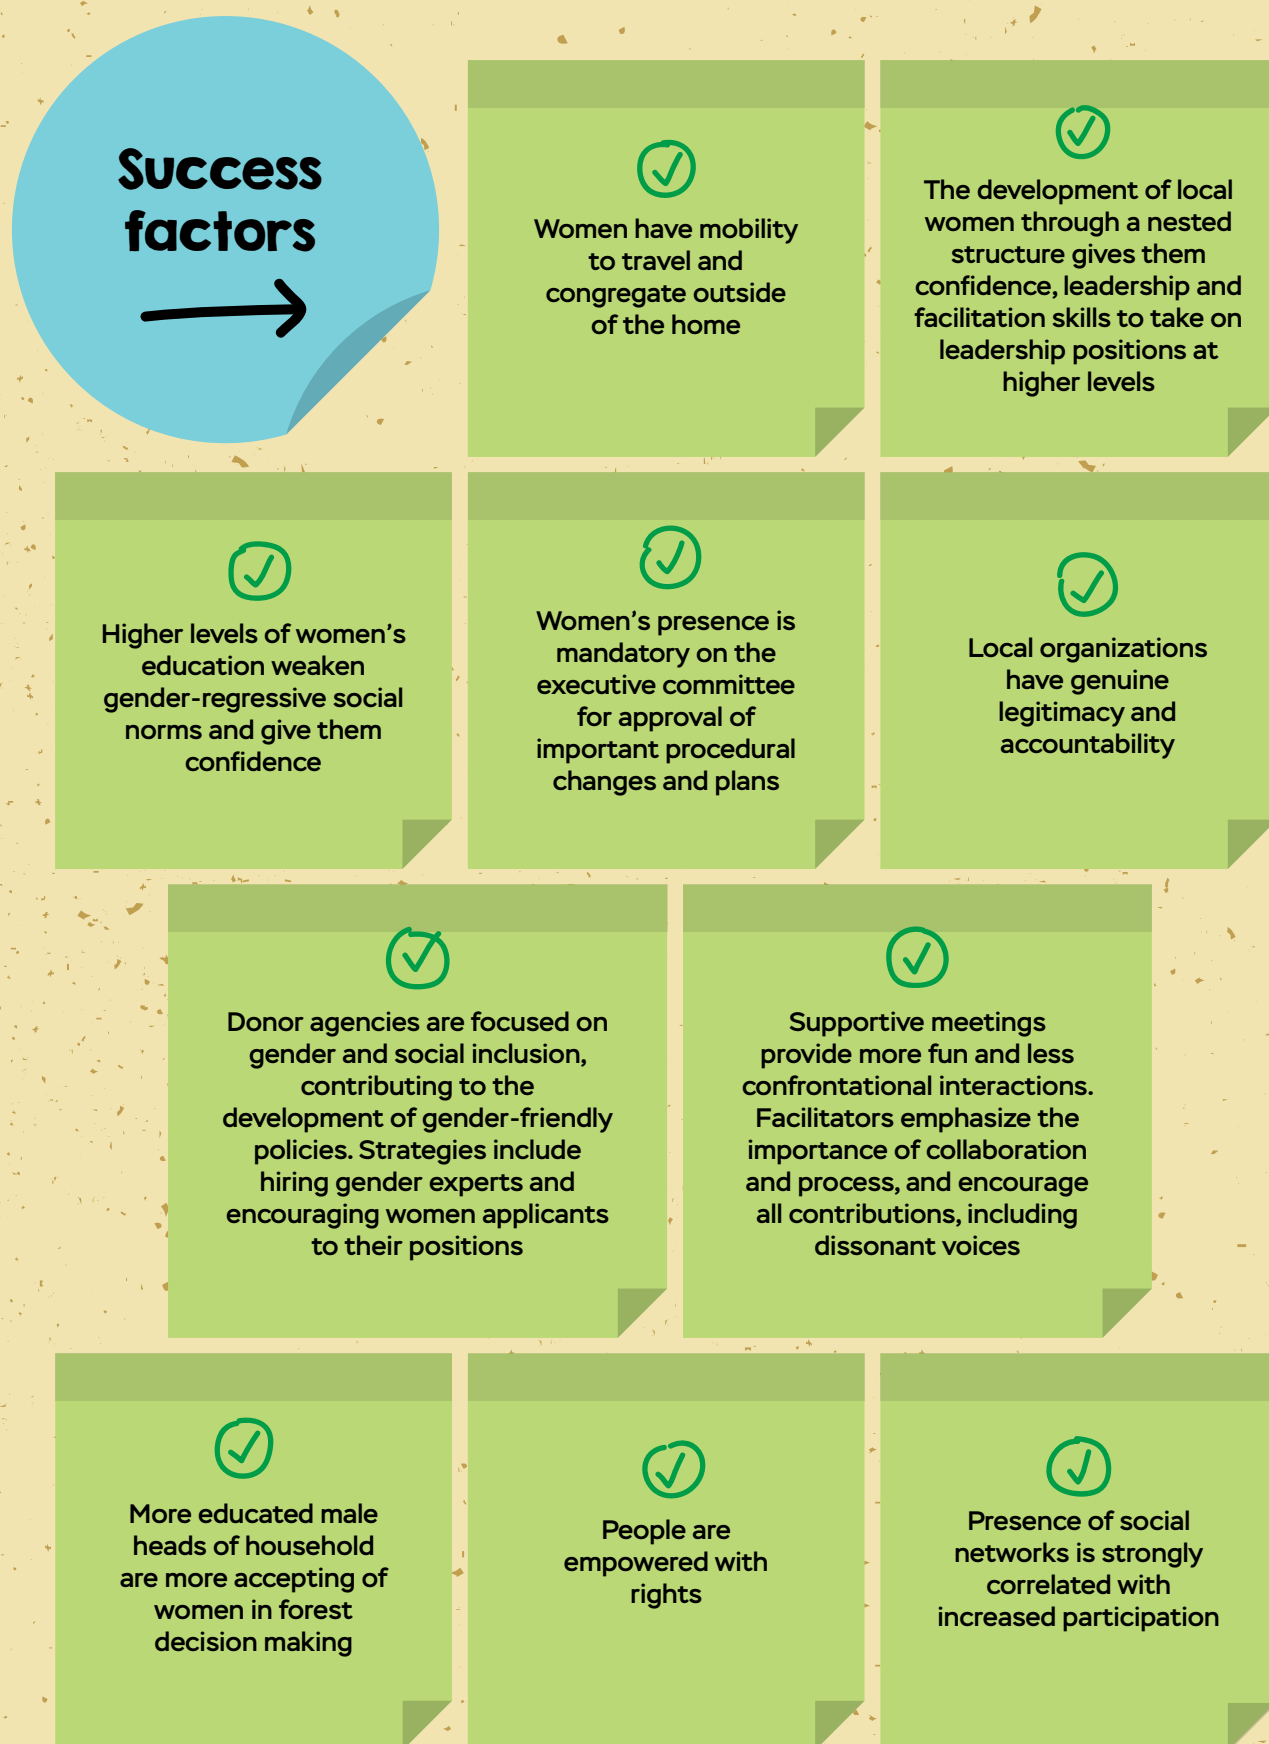 Success
factors
Women have mobility
to travel and
congregate outside
of the home
The development of local
women through a nested
structure gives them
confidence, leadership and
facilitation skills to take on
leadership positions at
higher levels
Higher levels of women's
education weaken
gender-regressive social
norms and give them
confidence
Women's presence is
mandatory on the
executive committee
for approval of
important procedural
changes and plans
Local organizations
have genuine
legitimacy and
accountability
Donor agencies are focused on
gender and social inclusion,
contributing to the
development of gender-friendly
policies. Strategies include
hiring gender experts and
encouraging women applicants
to their positions
Supportive meetings
provide more fun and less
confrontational interactions.
Facilitators emphasize the
importance of collaboration
and process, and encourage
all contributions, including
dissonant voices
More educated male
heads of household
are more accepting of
women in forest
decision making
People are
empowered with
rights
Presence of social
networks is strongly
correlated with
increased participation